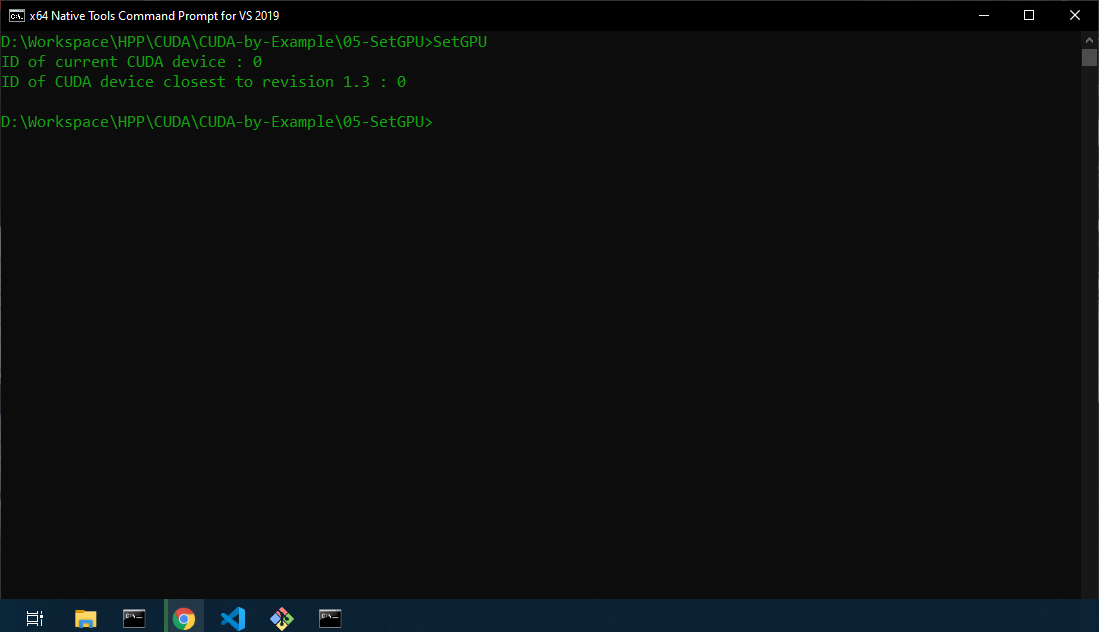 x64 Native Tools Command Prompt for VS 2019
D:\Workspace\HPP\CUDA\CUDA-by-Example\05-SetGPU>SetGPU
ID of current CUDA device : 0
ID of CUDA device closest to revision 1.3 : 0
D:\Workspace\HPP\CUDA\CUDA-by-Example\05-SetGPU>